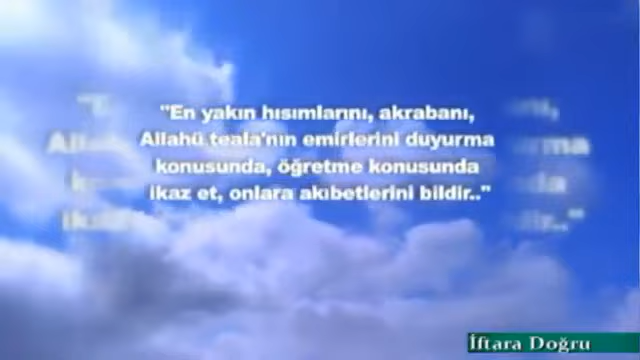 "En yakın hısımlarını, akrabanı,
Allahü teala'nın emirlerini duyurma
konusunda, öğretme konusunda
ikaz et, onlara akıbetlerini bildir.."
İftara Doğru